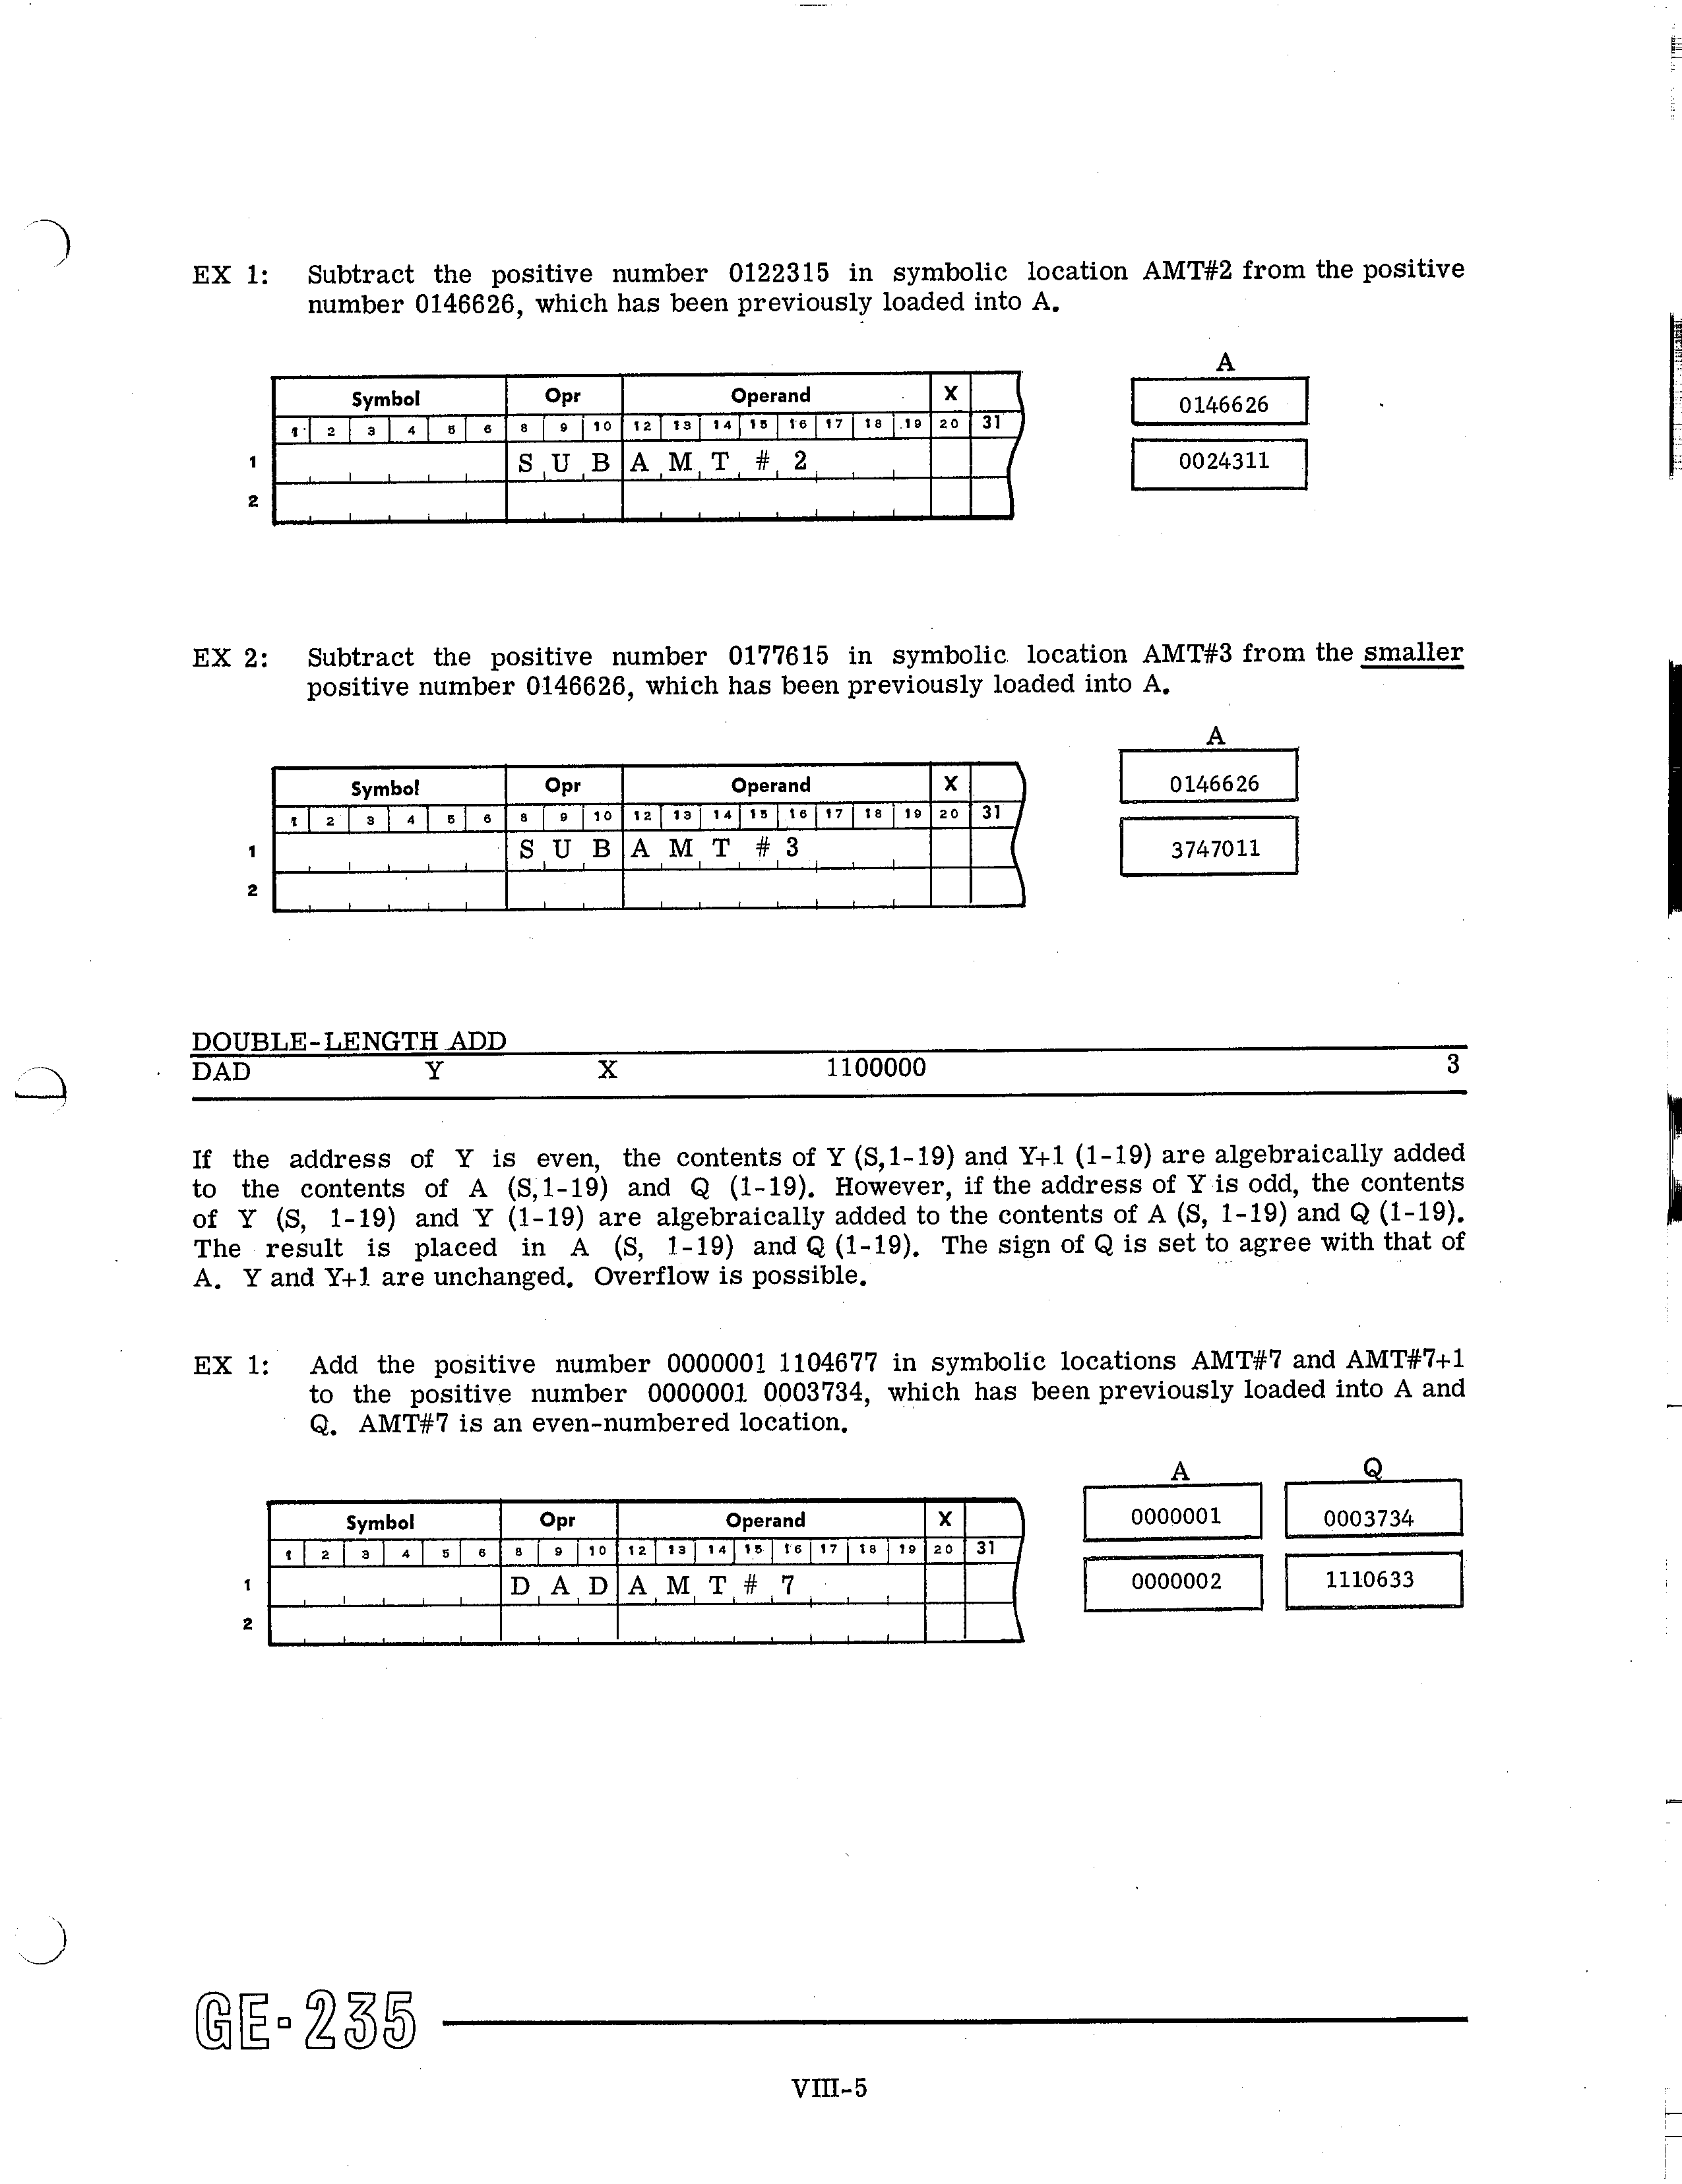 EX 1: Subtract the positive number 0122315 in symbolic location AMT#2 from the positive
number 0146626, which has been previously loaded into A.
A
Symbol Opr Operand X
0146626
1 2 3 4 5 6 8 9 10 12 13 14 15 16 17 18 19 20 31
1 S U B A M T # 2
0024311
2
EX 2: Subtract the positive number 0177615 in symbolic location AMT#3 from the smaller
positive number 0146626, which has been previously loaded into A.
A
Symbol Opr Operand X
0146626
1 2 3 4 5 6 8 9 10 12 13 14 15 16 17 18 19 20 31
1 S U B A M T # 3
3747011
2
DOUBLE-LENGTH ADD
DAD Y X 1100000 3
If the address of Y is even, the contents of Y (S,1-19) and Y+1 (1-19) are algebraically added
to the contents of A (S,1-19) and Q (1-19). However, if the address of Y is odd, the contents
of Y (S, 1-19) and Y (1-19) are algebraically added to the contents of A (S, 1-19) and Q (1-19).
The result is placed in A (S, 1-19) and Q (1-19). The sign of Q is set to agree with that of
A. Y and Y+1 are unchanged. Overflow is possible.
EX 1: Add the positive number 0000001 1104677 in symbolic locations AMT#7 and AMT#7+1
to the positive number 0000001 0003734, which has been previously loaded into A and
Q. AMT#7 is an even-numbered location.
A Q
Symbol Opr Operand X
0000001 0003734
1 2 3 4 5 6 8 9 10 12 13 14 15 16 17 18 19 20 31
1 D A D A M T # 7
0000002 1110633
2
GE-235
VIII-5